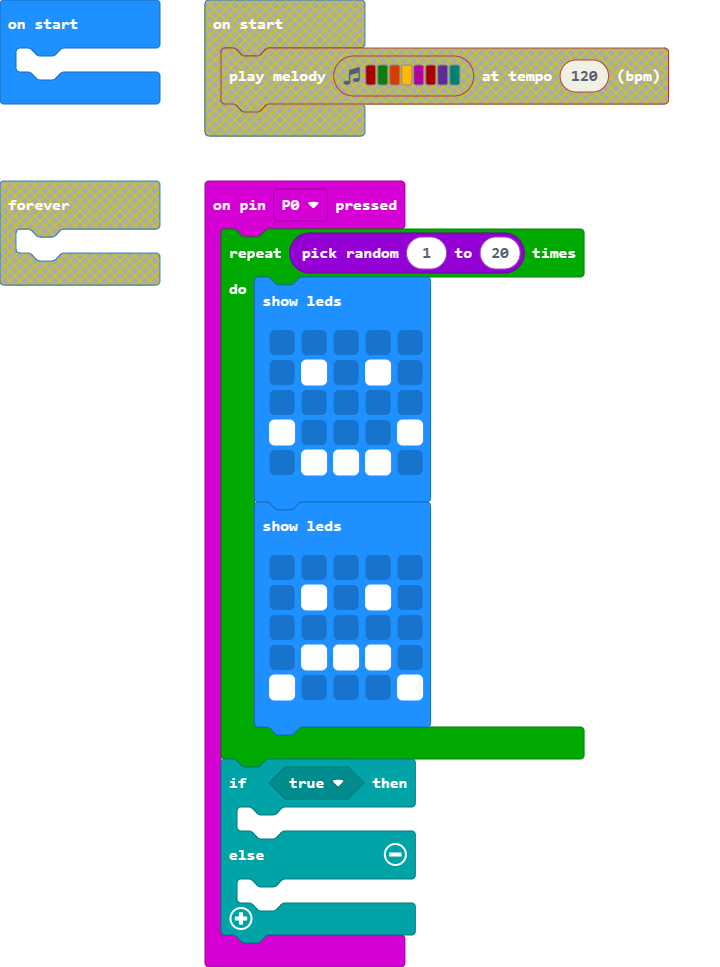 on start
on start
play melody at tempo 120 (bpm)
forever
on pin P0 pressed
repeat pick random 1 to 20 times
do
show leds
show leds
if true then
else